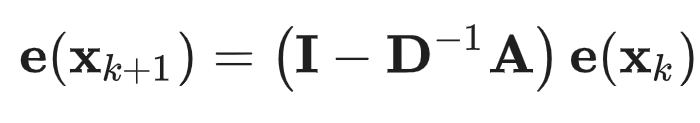 e(x_{k+1}) = (I − D^{−1}A) e(x_k)